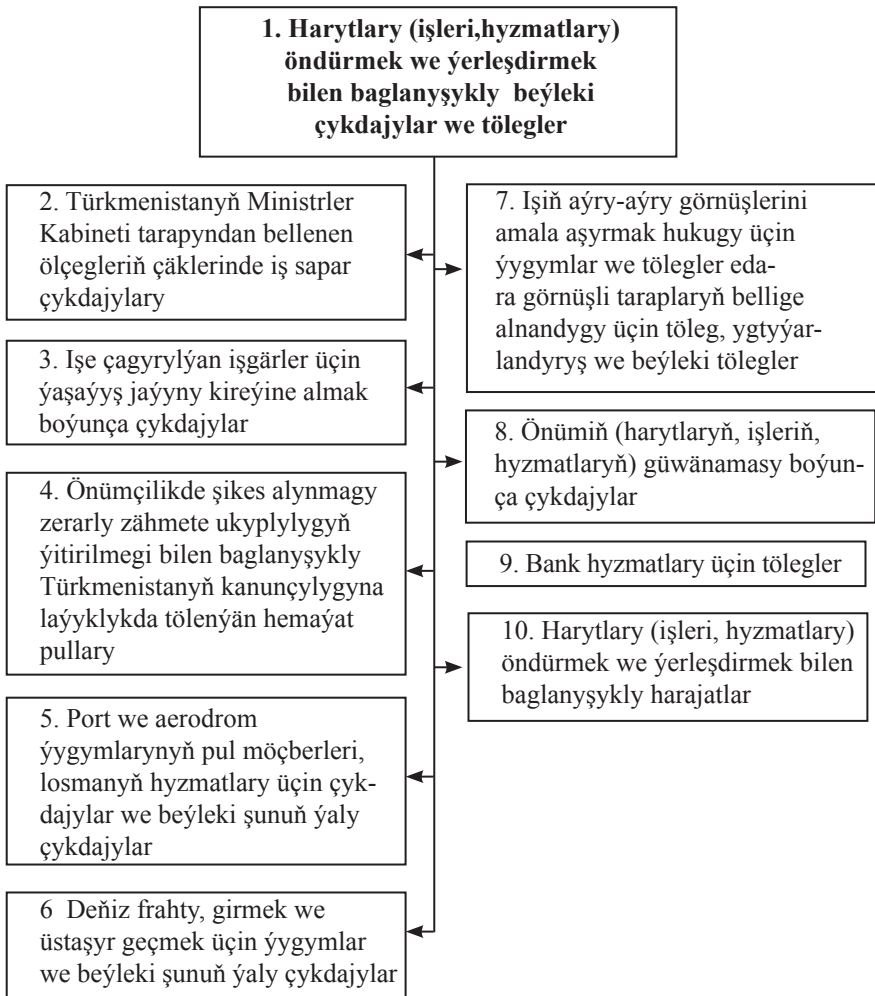 1. Harytlary (işleri,hyzmatlary)
öndürmek we ýerleşdirmek
bilen baglanyşykly beýleki
çykdajylar we tölegler
2. Türkmenistanyň Ministrler
Kabineti tarapyndan bellenen
ölçegleriň çäklerinde iş sapar
çykdajylary
3. Işe çagyrylýan işgärler üçin
ýaşaýyş jaýyny kireýine almak
boýunça çykdajylar
4. Önümçilikde şikes alynmagy
zerarly zähmete ukyplylygyň
ýitirilmegi bilen baglanyşykly
Türkmenistanyň kanunçylygyna
laýyklykda tölenýän hemaýat
pullary
5. Port we aerodrom
ýygymlarynyň pul möçberleri,
losmanyň hyzmatlary üçin çyk-
dajylar we beýleki şunuň ýaly
çykdajylar
6 Deňiz frahty, girmek we
üstaşyr geçmek üçin ýygymlar
we beýleki şunuň ýaly çykdajylar
7. Işiň aýry-aýry görnüşlerini
amala aşyrmak hukugy üçin
ýygymlar we tölegler eda-
ra görnüşli taraplaryň bellige
alnandygy üçin töleg, ygtyýar-
landyryş we beýleki tölegler
8. Önümiň (harytlaryň, işleriň,
hyzmatlaryň) güwänamasy boýun-
ça çykdajylar
9. Bank hyzmatlary üçin tölegler
10. Harytlary (işleri, hyzmatlary)
öndürmek we ýerleşdirmek bilen
baglanyşykly harajatlar